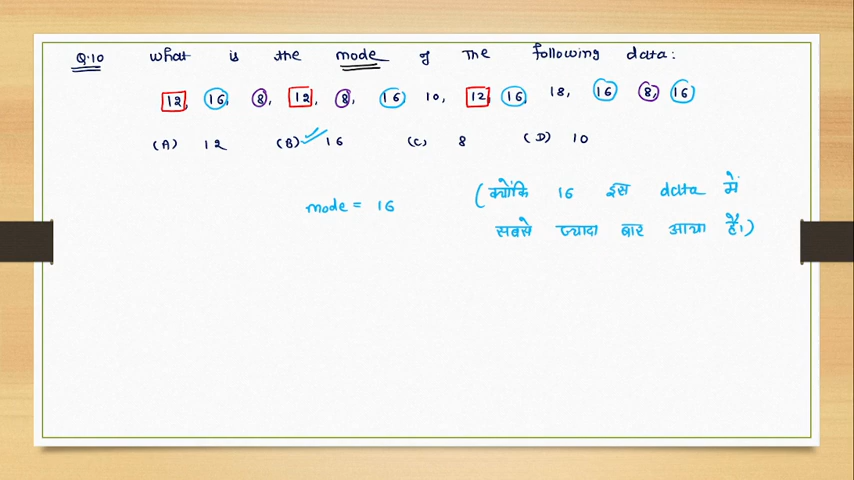 Q.10 What is the mode of the following data:
12, 16, 8, 12, 8, 16 10, 12, 16, 18, 16 8, 16
(A) 12 (B) 16 (C) 8 (D) 10
mode = 16 (क्योंकि 16 इस data में
सबसे ज्यादा बार आया है।)